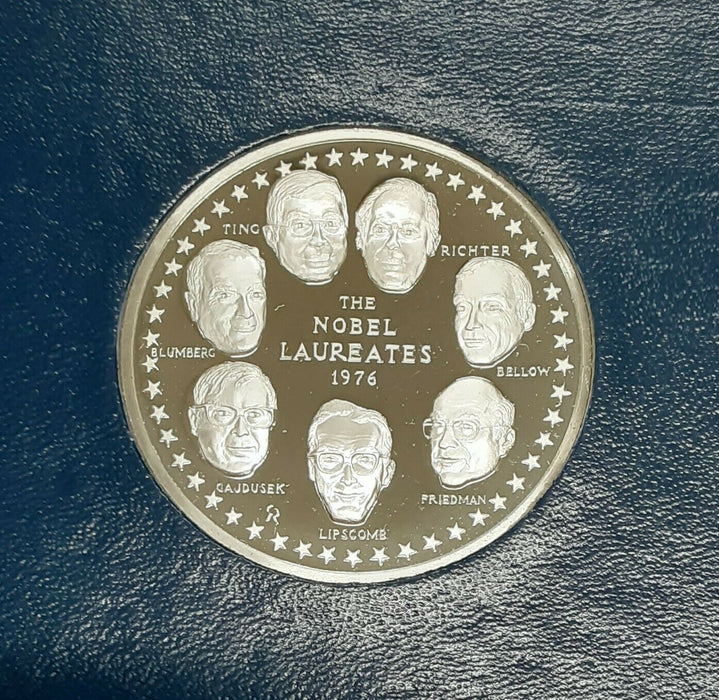 TING
RICHTER
THE
NOBEL
LAUREATES
1976
BLUMBERG
BELLOW
GAJDUSEK
FRIEDMAN
LIPSCOMB